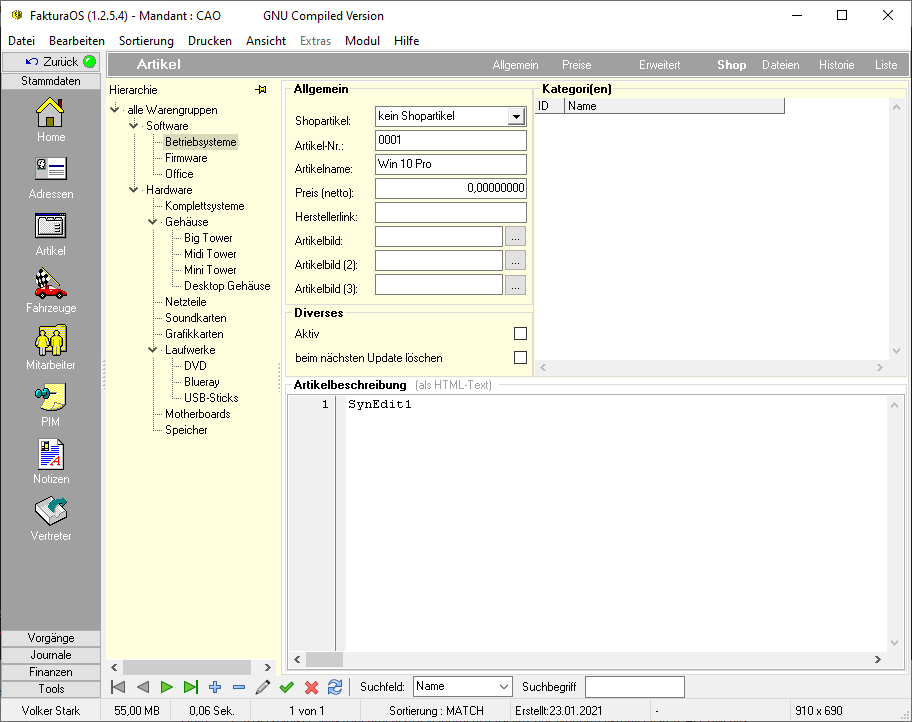 FakturaOS (1.2.5.4) - Mandant : CAO GNU Compiled Version
Datei Bearbeiten Sortierung Drucken Ansicht Extras Modul Hilfe
Zurück
Artikel Allgemein Preise Erweitert Shop Dateien Historie Liste
Stammdaten
Home
Adressen
Artikel
Fahrzeuge
Mitarbeiter
PIM
Notizen
Vertreter
Vorgänge
Journale
Finanzen
Tools
Hierarchie
alle Warengruppen
Software
Betriebsysteme
Firmware
Office
Hardware
Komplettsysteme
Gehäuse
Big Tower
Midi Tower
Mini Tower
Desktop Gehäuse
Netzteile
Soundkarten
Grafikkarten
Laufwerke
DVD
Blueray
USB-Sticks
Motherboards
Speicher
Allgemein
Shopartikel: kein Shopartikel
Artikel-Nr.: 0001
Artikelname: Win 10 Pro
Preis (netto): 0,00000000
Herstellerlink:
Artikelbild: ...
Artikelbild (2): ...
Artikelbild (3): ...
Diverses
Aktiv
beim nächsten Update löschen
Kategori(en)
ID Name
Artikelbeschreibung (als HTML-Text)
1 SynEdit1
Suchfeld: Name Suchbegriff
Volker Stark 55,00 MB 0,06 Sek. 1 von 1 Sortierung : MATCH Erstellt:23.01.2021 - 910 x 690